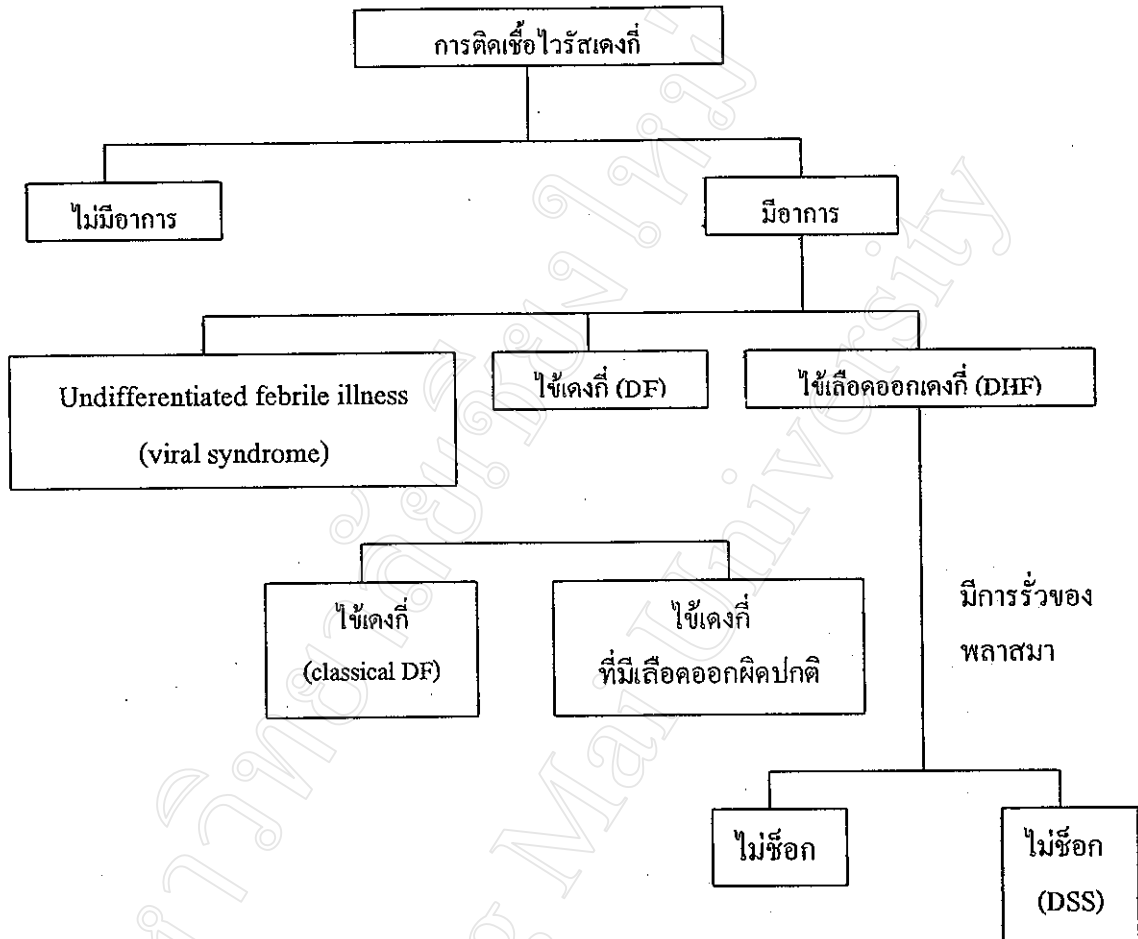 การติดเชื้อไวรัสเดงกี่
ไม่มีอาการ
มีอาการ
Undifferentiated febrile illness
(viral syndrome)
ไข้เดงกี่ (DF)
ไข้เลือดออกเดงกี่ (DHF)
ไข้เดงกี่
(classical DF)
ไข้เดงกี่
ที่มีเลือดออกผิดปกติ
มีการรั่วของ
พลาสมา
ไม่ช็อก
ไม่ช็อก
(DSS)
Mai University